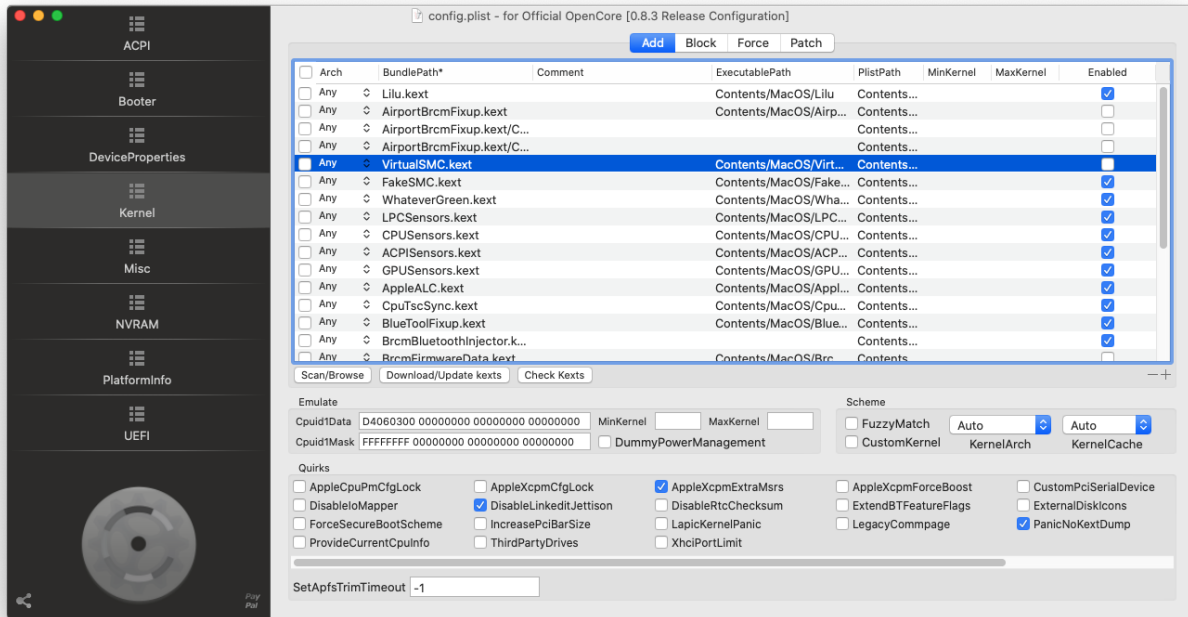 config.plist - for Official OpenCore [0.8.3 Release Configuration]
ACPI
Booter
DeviceProperties
Kernel
Misc
NVRAM
PlatformInfo
UEFI
Pay
Pal
Add Block Force Patch
Arch BundlePath* Comment ExecutablePath PlistPath MinKernel MaxKernel Enabled
Any Lilu.kext Contents/MacOS/Lilu Contents...
Any AirportBrcmFixup.kext Contents/MacOS/Airp... Contents...
Any AirportBrcmFixup.kext/C... Contents...
Any AirportBrcmFixup.kext/C... Contents...
Any VirtualSMC.kext Contents/MacOS/Virt... Contents...
Any FakeSMC.kext Contents/MacOS/Fake... Contents...
Any WhateverGreen.kext Contents/MacOS/Wha... Contents...
Any LPCSensors.kext Contents/MacOS/LPC... Contents...
Any CPUSensors.kext Contents/MacOS/CPU... Contents...
Any ACPISensors.kext Contents/MacOS/ACP... Contents...
Any GPUSensors.kext Contents/MacOS/GPU... Contents...
Any AppleALC.kext Contents/MacOS/Appl... Contents...
Any CpuTscSync.kext Contents/MacOS/Cpu... Contents...
Any BlueToolFixup.kext Contents/MacOS/Blue... Contents...
Any BrcmBluetoothInjector.k... Contents...
Any BrcmFirmwareData.kext Contents/MacOS/Brc... Contents...
Scan/Browse Download/Update kexts Check Kexts
Emulate
Cpuid1Data D4060300 00000000 00000000 00000000 MinKernel MaxKernel
Cpuid1Mask FFFFFFFF 00000000 00000000 00000000 DummyPowerManagement
Scheme
FuzzyMatch Auto Auto
CustomKernel KernelArch KernelCache
Quirks
AppleCpuPmCfgLock AppleXcpmCfgLock AppleXcpmExtraMsrs AppleXcpmForceBoost CustomPciSerialDevice
DisableIoMapper DisableLinkeditJettison DisableRtcChecksum ExtendBTFeatureFlags ExternalDiskIcons
ForceSecureBootScheme IncreasePciBarSize LapicKernelPanic LegacyCommpage PanicNoKextDump
ProvideCurrentCpuInfo ThirdPartyDrives XhciPortLimit
SetApfsTrimTimeout -1